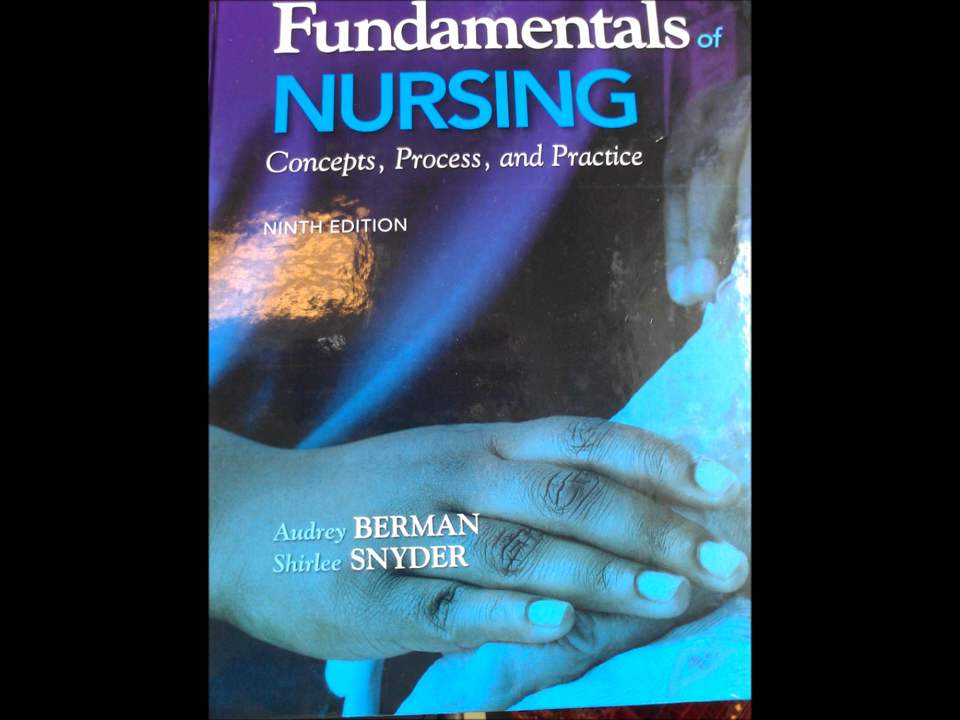 Fundamentals of
NURSING
Concepts, Process, and Practice
NINTH EDITION
Audrey BERMAN
Shirlee SNYDER